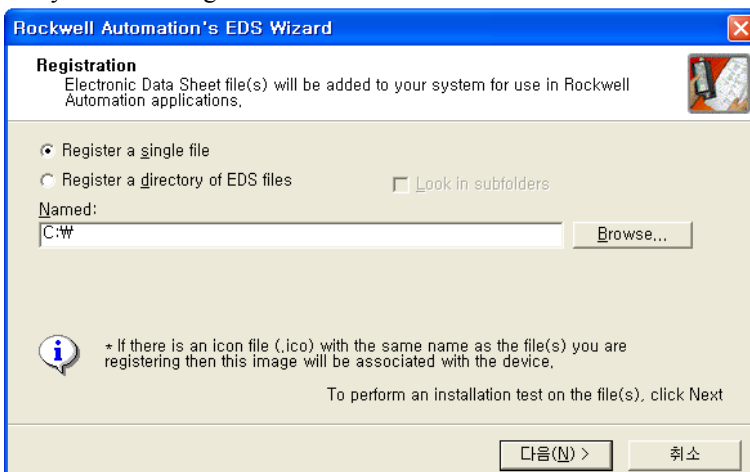 Rockwell Automation's EDS Wizard
Registration
Electronic Data Sheet file(s) will be added to your system for use in Rockwell
Automation applications.
Register a single file
Register a directory of EDS files
Look in subfolders
Named:
C:₩
Browse...
* If there is an icon file (.ico) with the same name as the file(s) you are
registering then this image will be associated with the device.
To perform an installation test on the file(s), click Next
다음(N) >
취소